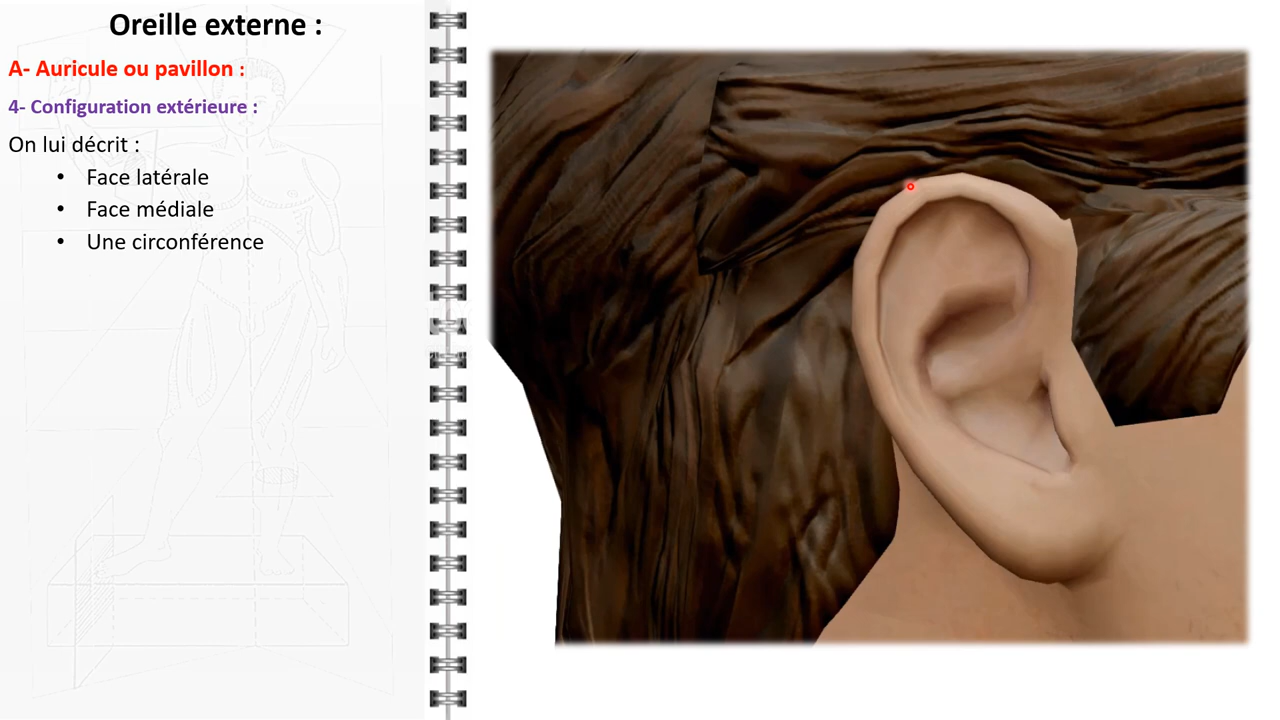 Oreille externe :
A- Auricule ou pavillon :
4- Configuration extérieure :
On lui décrit :
• Face latérale
• Face médiale
• Une circonférence